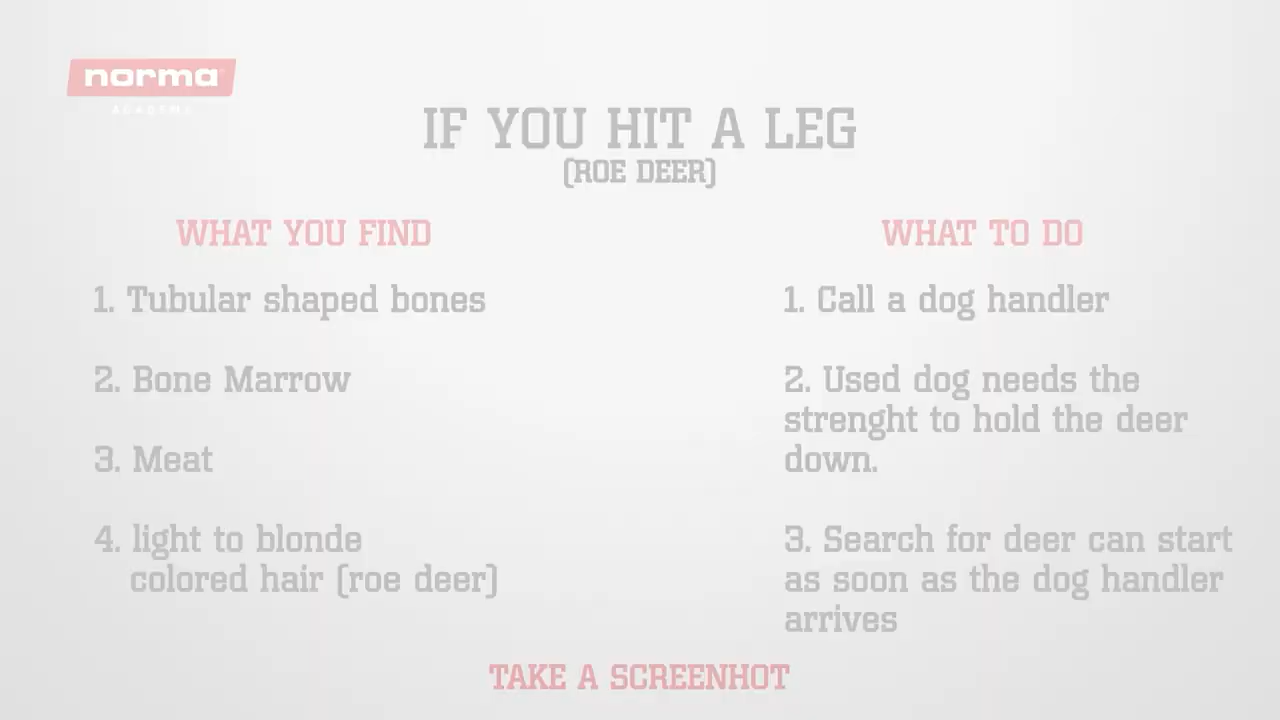 norma
ACADEMY
IF YOU HIT A LEG
(ROE DEER)
WHAT YOU FIND
1. Tubular shaped bones
2. Bone Marrow
3. Meat
4. light to blonde
colored hair (roe deer)
WHAT TO DO
1. Call a dog handler
2. Used dog needs the
strenght to hold the deer
down.
3. Search for deer can start
as soon as the dog handler
arrives
TAKE A SCREENHOT